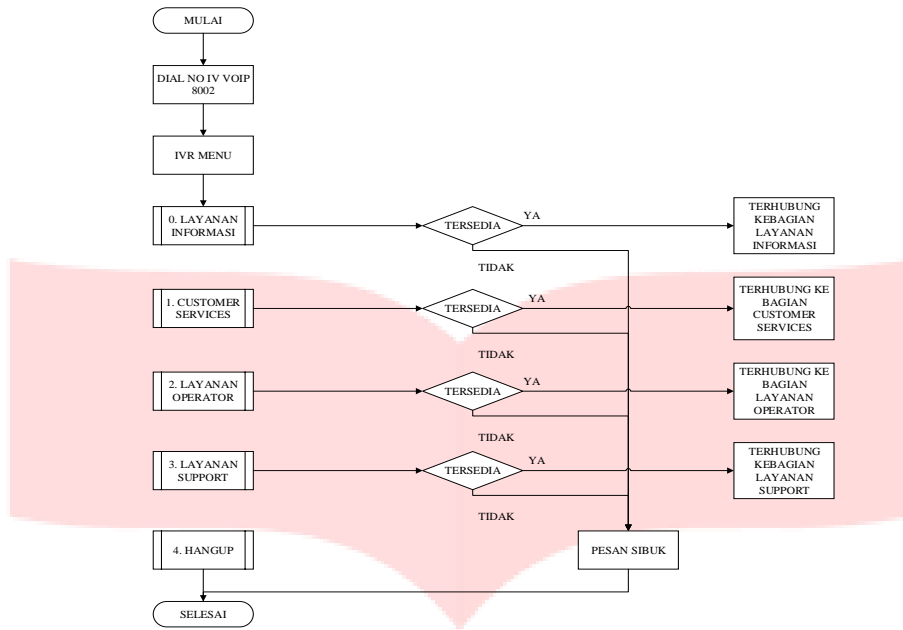 MULAI
DIAL NO IV VOIP
8002
IVR MENU
0. LAYANAN
INFORMASI
TERSEDIA
YA
TERHUBUNG
KEBAGIAN
LAYANAN
INFORMASI
TIDAK
1. CUSTOMER
SERVICES
TERSEDIA
YA
TERHUBUNG KE
BAGIAN
CUSTOMER
SERVICES
TIDAK
2. LAYANAN
OPERATOR
TERSEDIA
YA
TERHUBUNG KE
BAGIAN
LAYANAN
OPERATOR
TIDAK
3. LAYANAN
SUPPORT
TERSEDIA
YA
TERHUBUNG
KEBAGIAN
LAYANAN
SUPPORT
TIDAK
4. HANGUP
PESAN SIBUK
SELESAI